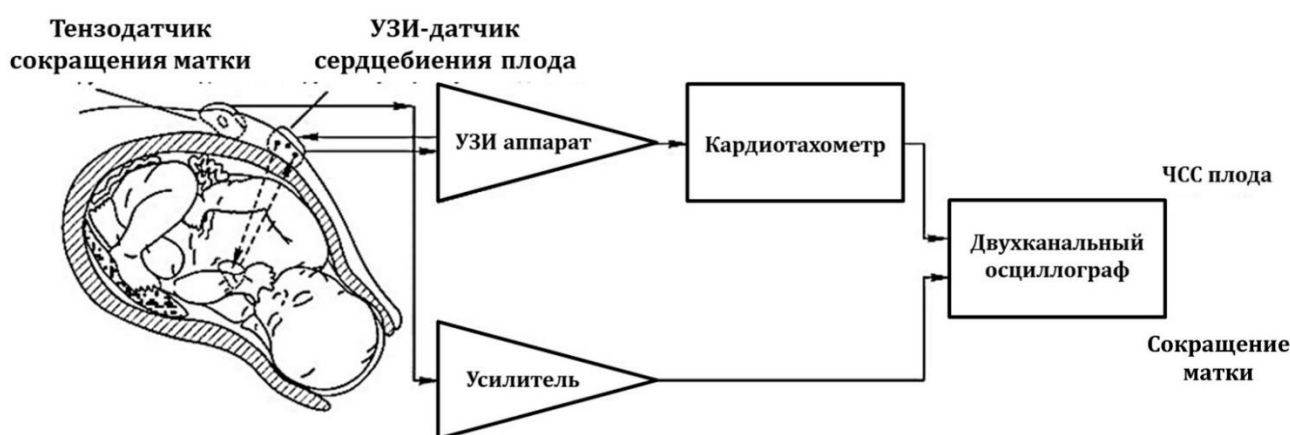 Тензодатчик
сокращения матки
УЗИ-датчик
сердцебиения плода
УЗИ аппарат
Кардиотахометр
ЧСС плода
Двухканальный
осциллограф
Усилитель
Сокращение
матки